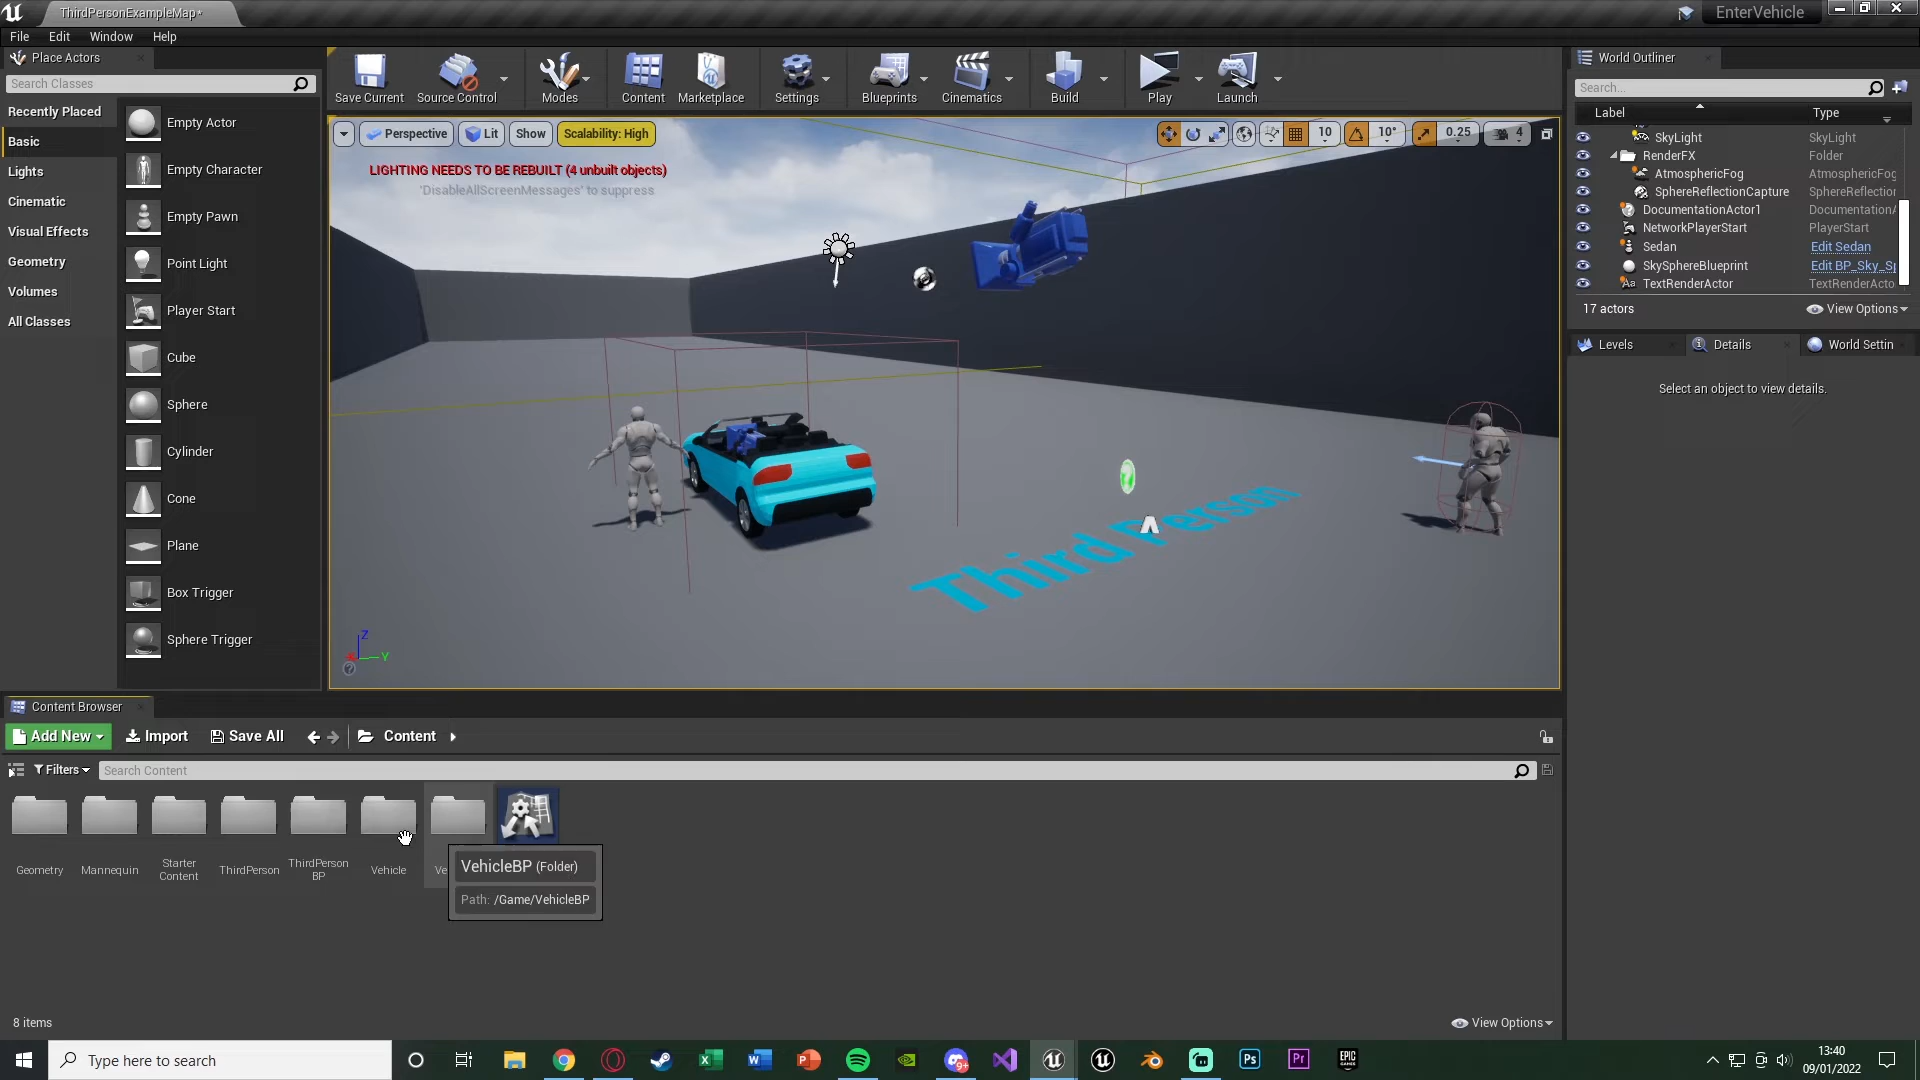 ThirdPersonExampleMap*
EnterVehicle
File Edit Window Help
Place Actors
Search Classes
Recently Placed
Basic
Lights
Cinematic
Visual Effects
Geometry
Volumes
All Classes
Empty Actor
Empty Character
Empty Pawn
Point Light
Player Start
Cube
Sphere
Cylinder
Cone
Plane
Box Trigger
Sphere Trigger
Save Current Source Control Modes Content Marketplace Settings Blueprints Cinematics Build Play Launch
Perspective Lit Show Scalability: High
10 10° 0.25 4
LIGHTING NEEDS TO BE REBUILT (4 unbuilt objects)
'DisableAllScreenMessages' to suppress
Third Person
Z
Y
World Outliner
Search...
Label Type
SkyLight SkyLight
RenderFX Folder
AtmosphericFog AtmosphericFog
SphereReflectionCapture SphereReflection
DocumentationActor1 DocumentationA
NetworkPlayerStart PlayerStart
Sedan Edit Sedan
SkySphereBlueprint Edit BP_Sky_Sp
TextRenderActor TextRenderActo
17 actors View Options
Levels Details World Settin
Select an object to view details.
Content Browser
Add New Import Save All Content
Filters Search Content
Geometry
Mannequin
Starter Content
ThirdPerson
ThirdPerson BP
Vehicle
Ve
VehicleBP (Folder)
Path: /Game/VehicleBP
8 items View Options
Type here to search
13:40
09/01/2022